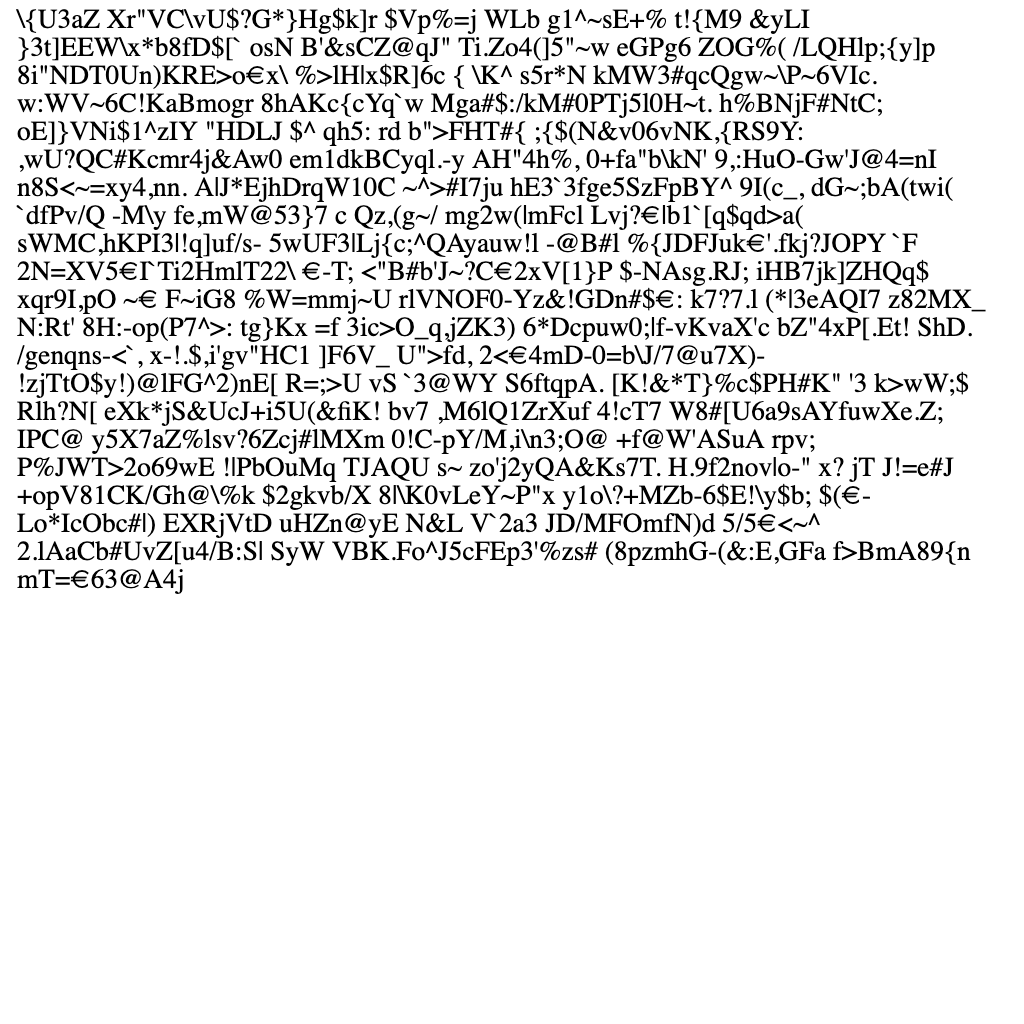 \{U3aZ Xr"VC\vU$?G*}Hg$k]r $Vp%=j WLb g1^~sE+% t!{M9 &yLI
}3t]EEW\x*b8fD$[` osN B'&sCZ@qJ" Ti.Zo4(]5"~w eGPg6 ZOG%( /LQHlp;{y]p
8i"NDT0Un)KRE>o€x\ %>lH|x$R]6c { \K^ s5r*N kMW3#qcQgw~\P~6VIc.
w:WV~6C!KaBmogr 8hAKc{cYq`w Mga#$:/kM#0PTj5l0H~t. h%BNjF#NtC;
oE]}VNi$1^zIY "HDLJ $^ qh5: rd b">FHT#{ ;{$(N&v06vNK,{RS9Y:
,wU?QC#Kcmr4j&Aw0 em1dkBCyql.-y AH"4h%, 0+fa"b\kN' 9,:HuO-Gw'J@4=nI
n8S<~=xy4,nn. A|J*EjhDrqW10C ~^>#I7ju hE3`3fge5SzFpBY^ 9I(c_, dG~;bA(twi(
`dfPv/Q -M\y fe,mW@53}7 c Qz,(g~/ mg2w(|mFcl Lvj?€|b1`[q$qd>a(
sWMC,hKPI3|!q]uf/s- 5wUF3|Lj{c;^QAyauw!l -@B#l %{JDFJuk€'.fkj?JOPY `F
2N=XV5€I`Ti2HmlT22\ €-T; <"B#b'J~?C€2xV[1}P $-NAsg.RJ; iHB7jk]ZHQq$
xqr9I,pO ~€ F~iG8 %W=mmj~U rlVNOF0-Yz&!GDn#$€: k7?7.l (*|3eAQI7 z82MX_
N:Rt' 8H:-op(P7^>: tg}Kx =f 3ic>O_q,jZK3) 6*Dcpuw0;|f-vKvaX'c bZ"4xP[.Et! ShD.
/genqns-<`, x-!.$,i'gv"HC1 ]F6V_ U">fd, 2<€4mD-0=b\J/7@u7X)-
!zjTtO$y!)@lFG^2)nE[ R=;>U vS`3@WY S6ftqpA. [K!&*T}%c$PH#K" '3 k>wW;$
Rlh?N[ eXk*jS&UcJ+i5U(&fiK! bv7 ,M6lQ1ZrXuf 4!cT7 W8#[U6a9sAYfuwXe.Z;
IPC@ y5X7aZ%lsv?6Zcj#lMXm 0!C-pY/M,i\n3;O@ +f@W'ASuA rpv;
P%JWT>2o69wE !|PbOuMq TJAQU s~ zo'j2yQA&Ks7T. H.9f2nov|o-" x? jT J!=e#J
+opV81CK/Gh@\%k $2gkvb/X 8|\K0vLeY~P"x y1o\?+MZb-6$E!\y$b; $(€-
Lo*IcObc#|) EXRjVtD uHZn@yE N&L V`2a3 JD/MFOmfN)d 5/5€<~^
2.lAaCb#UvZ[u4/B:S| SyW VBK.Fo^J5cFEp3'%zs# (8pzmhG-(&:E,GFa f>BmA89{n
mT=€63@A4j